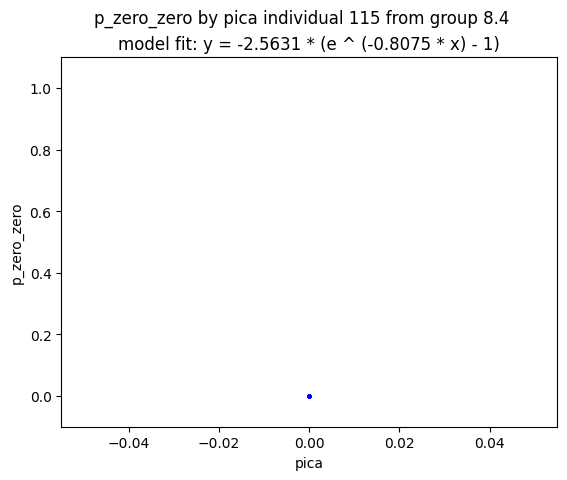 p_zero_zero by pica individual 115 from group 8.4
model fit: y = -2.5631 * (e ^ (-0.8075 * x) - 1)
1.0
0.8
0.6
0.4
0.2
0.0
p_zero_zero
−0.04
−0.02
0.00
0.02
0.04
pica